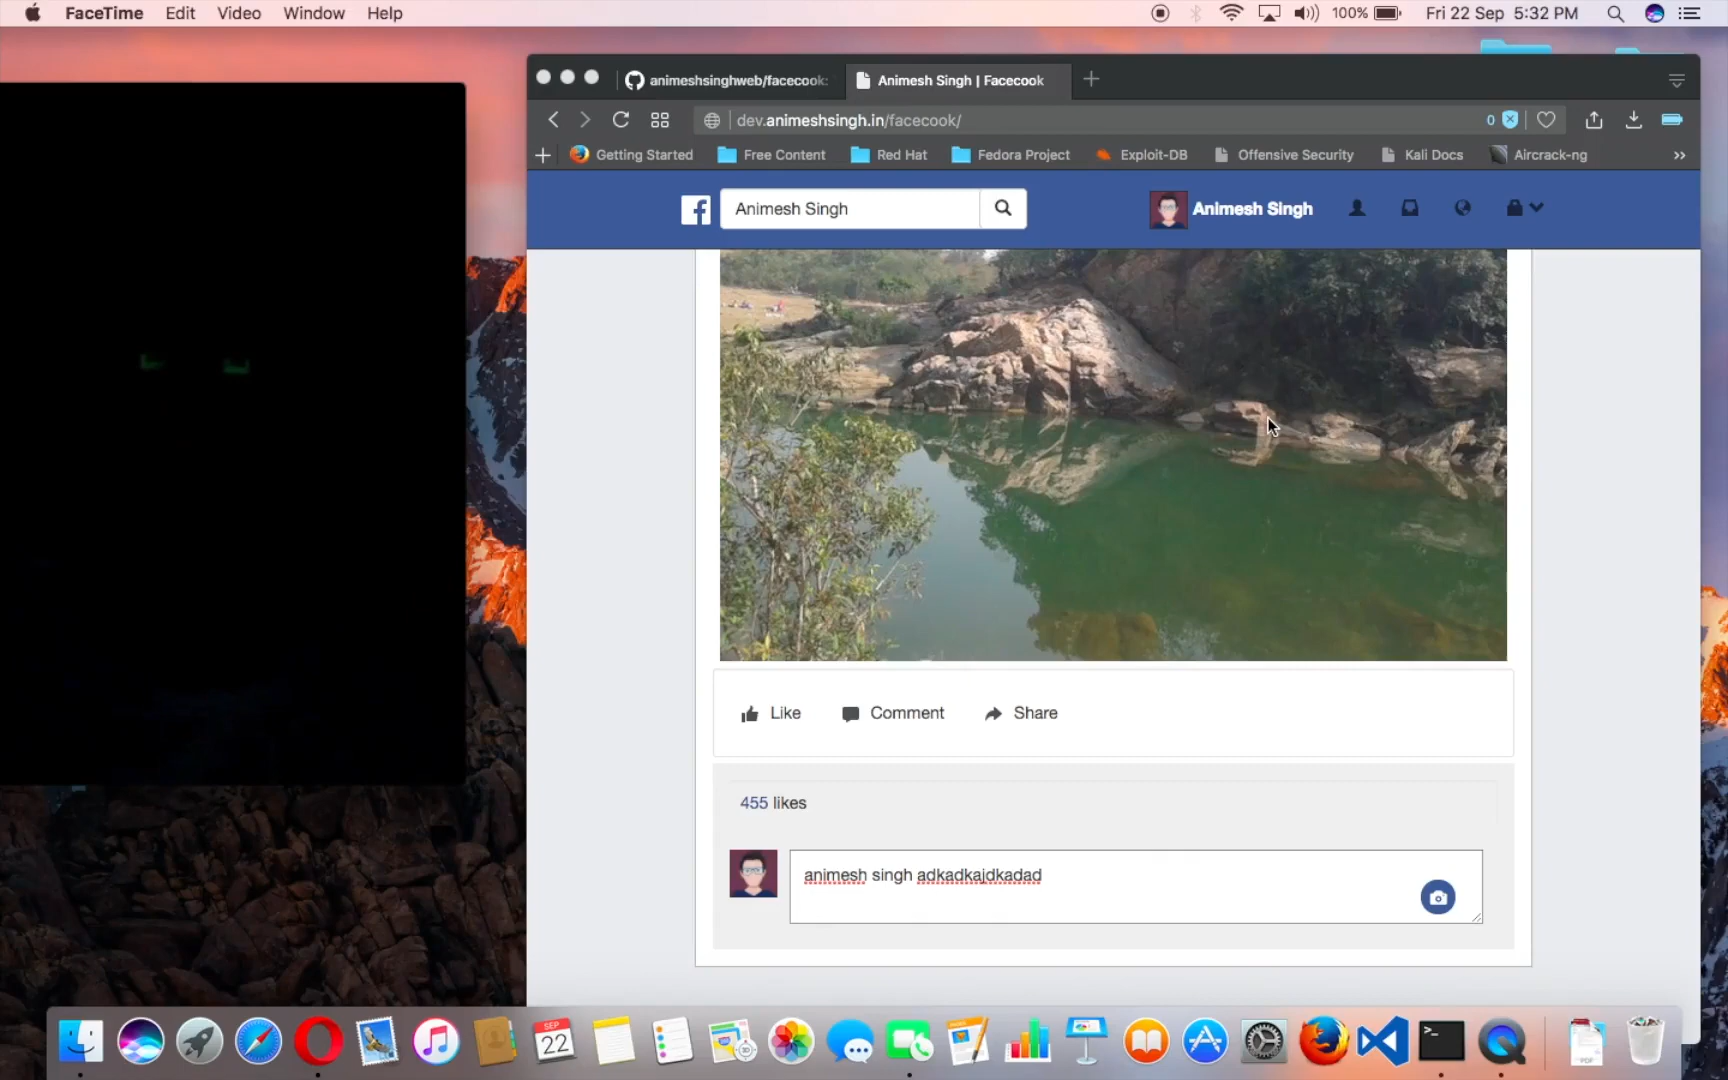 FaceTime Edit Video Window Help 100% Fri 22 Sep 5:32 PM
animeshsinghweb/facecook: Animesh Singh | Facecook
dev.animeshsingh.in/facecook/ 0
Getting Started Free Content Red Hat Fedora Project Exploit-DB Offensive Security Kali Docs Aircrack-ng »
Animesh Singh Animesh Singh
Like Comment Share
455 likes
animesh singh adkadkajdkadad
SEP
22
PDF